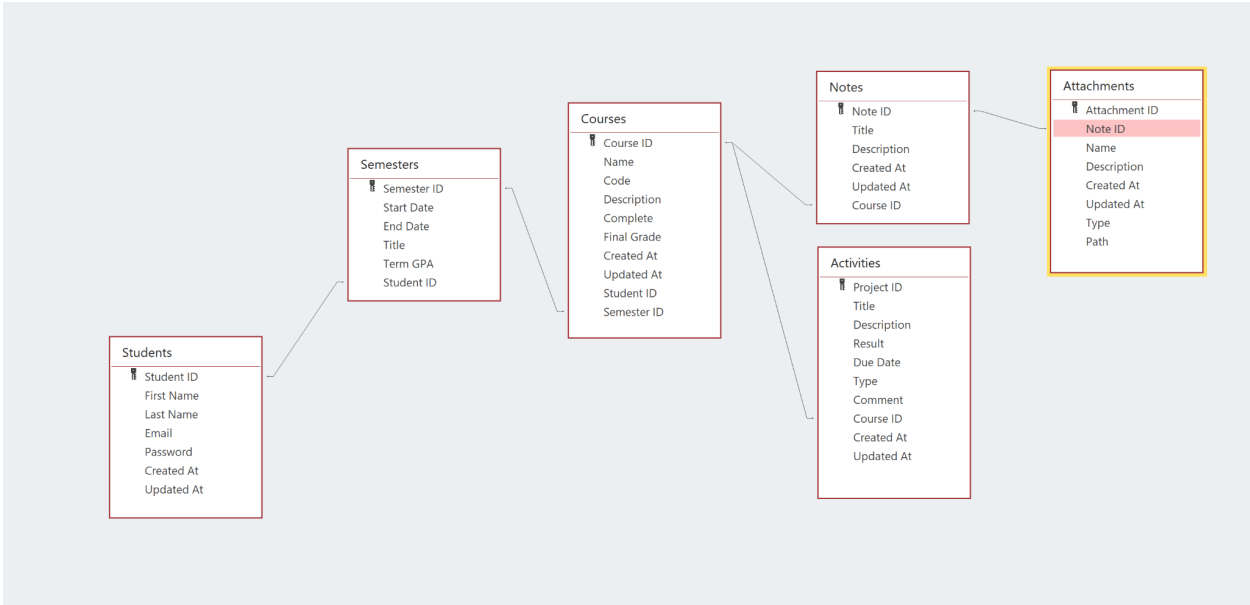 Students
Student ID
First Name
Last Name
Email
Password
Created At
Updated At
Semesters
Semester ID
Start Date
End Date
Title
Term GPA
Student ID
Courses
Course ID
Name
Code
Description
Complete
Final Grade
Created At
Updated At
Student ID
Semester ID
Notes
Note ID
Title
Description
Created At
Updated At
Course ID
Activities
Project ID
Title
Description
Result
Due Date
Type
Comment
Course ID
Created At
Updated At
Attachments
Attachment ID
Note ID
Name
Description
Created At
Updated At
Type
Path